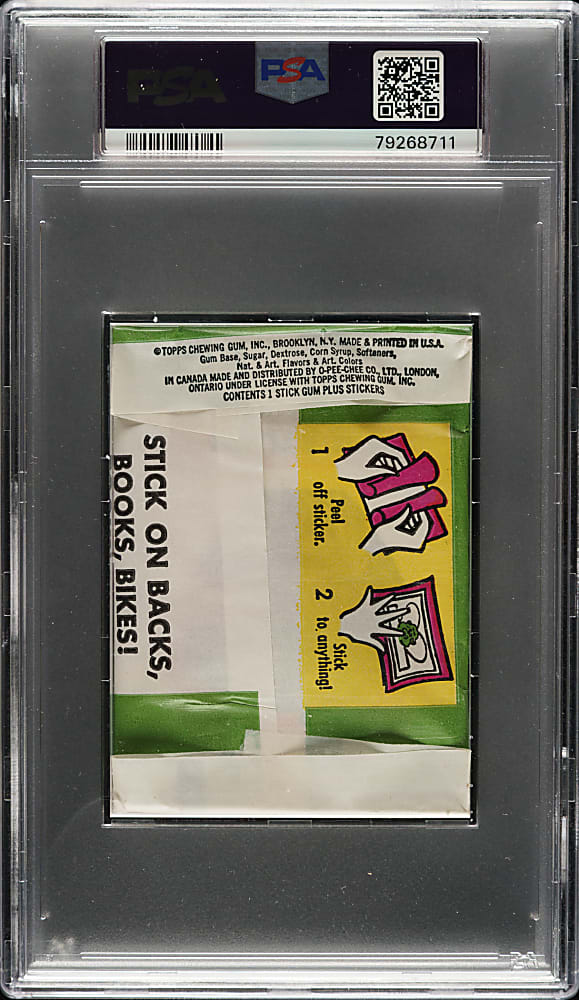 PSA
PSA
79268711
©TOPPS CHEWING GUM, INC., BROOKLYN, N.Y. MADE & PRINTED IN U.S.A.
Gum Base, Sugar, Dextrose, Corn Syrup, Softeners,
Nat. & Art. Flavors & Art. Colors
IN CANADA MADE AND DISTRIBUTED BY O-PEE-CHEE CO., LTD., LONDON,
ONTARIO UNDER LICENSE WITH TOPPS CHEWING GUM, INC.
CONTENTS 1 STICK GUM PLUS STICKERS
STICK ON BACKS,
BOOKS, BIKES!
1 Peel
off sticker.
2 Stick
to anything!